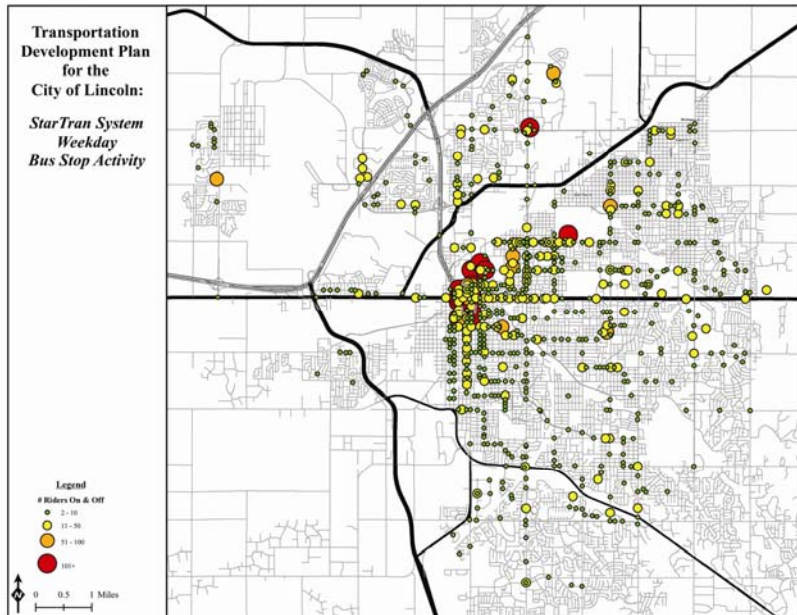 Transportation
Development Plan
for the
City of Lincoln:
StarTran System
Weekday
Bus Stop Activity
Legend
# Riders On & Off
2 - 10
11 - 50
51 - 100
101+
N
0 0.5 1 Miles